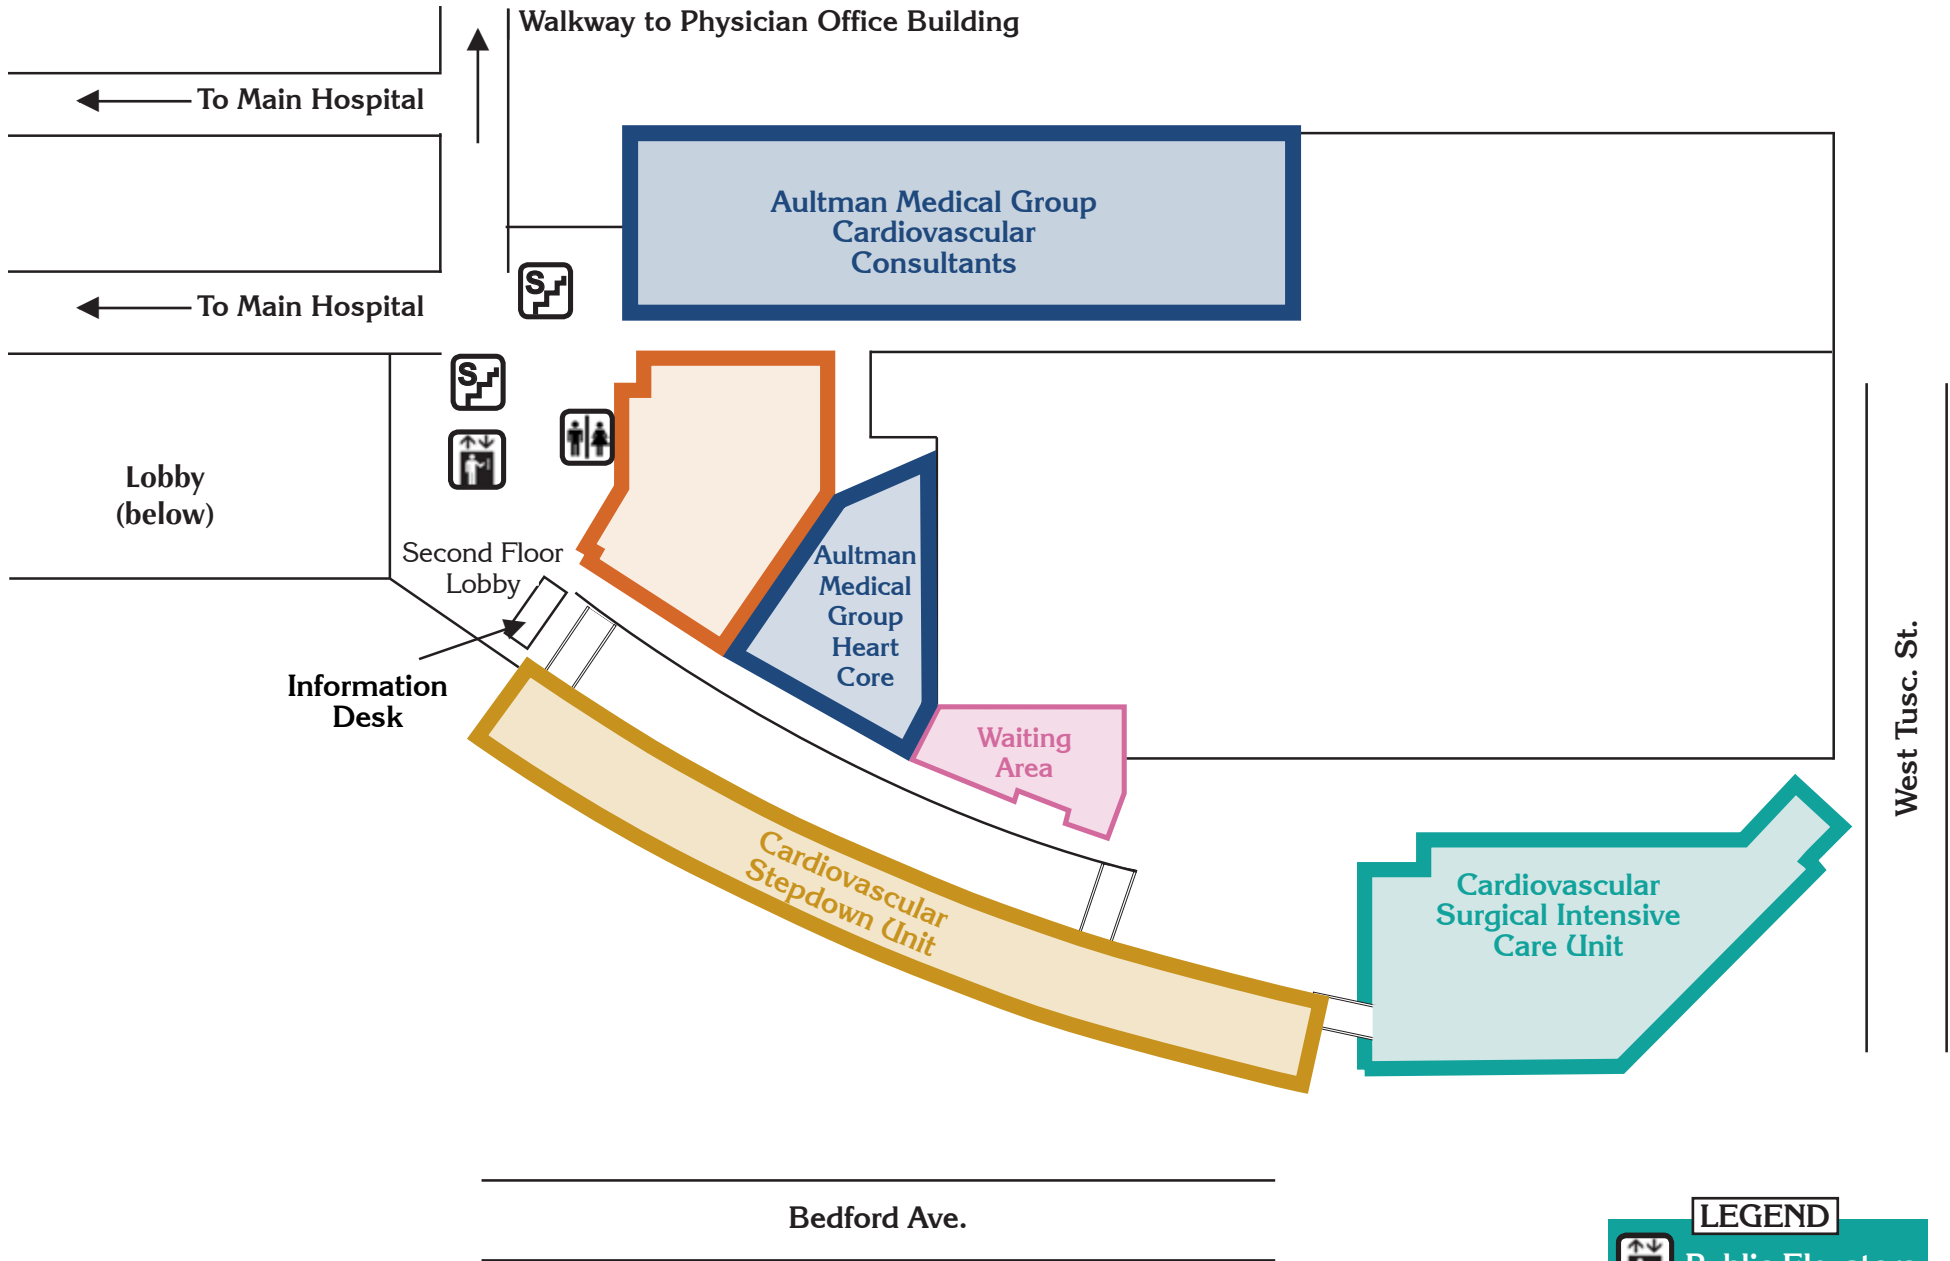 Walkway to Physician Office Building
To Main Hospital
Aultman Medical Group
Cardiovascular
Consultants
S
To Main Hospital
S
Lobby
(below)
Second Floor
Lobby
Aultman
Medical
Group
Heart
Core
Information
Desk
Waiting
Area
West Tusc. St.
Cardiovascular
Stepdown Unit
Cardiovascular
Surgical Intensive
Care Unit
Bedford Ave.
LEGEND
Public Elevators